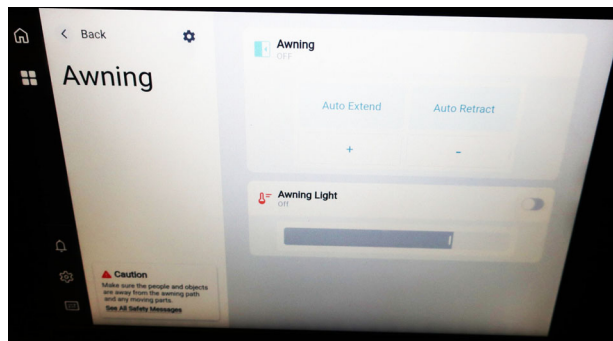 Back
Awning
Caution
Make sure the people and objects
are away from the awning path
and any moving parts.
See All Safety Messages
Awning
OFF
Auto Extend
Auto Retract
+
-
Awning Light
Off